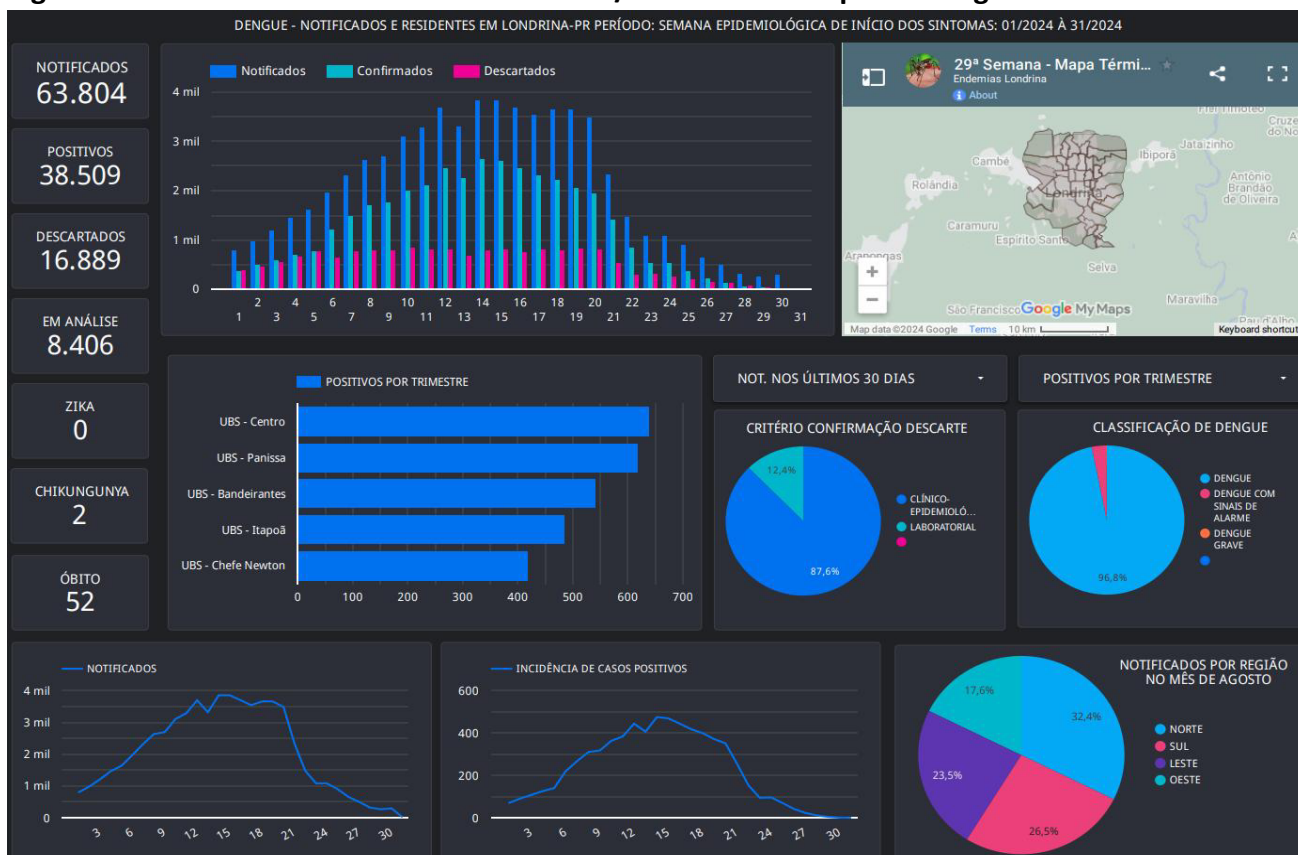 DENGUE - NOTIFICADOS E RESIDENTES EM LONDRINA-PR PERÍODO: SEMANA EPIDEMIOLÓGICA DE INÍCIO DOS SINTOMAS: 01/2024 À 31/2024
NOTIFICADOS
63.804
POSITIVOS
38.509
DESCARTADOS
16.889
EM ANÁLISE
8.406
ZIKA
0
CHIKUNGUNYA
2
ÓBITO
52
Notificados Confirmados Descartados
4 mil
3 mil
2 mil
1 mil
0
2 4 6 8 10 12 14 16 18 20 22 24 26 28 30
1 3 5 7 9 11 13 15 17 19 21 23 25 27 29 31
29ª Semana - Mapa Térmi...
Endemias Londrina
About
Cambé
Ibiporã
Jataizinho
Rolândia
Londrina
Antônio
Brandão
de Oliveira
Caramuru
Espírito Santo
Arapongas
Selva
São Francisco
Maravilha
Google My Maps
+
−
Map data ©2024 Google Terms 10 km Keyboard shortcut
POSITIVOS POR TRIMESTRE
UBS - Centro
UBS - Panissa
UBS - Bandeirantes
UBS - Itapoã
UBS - Chefe Newton
0 100 200 300 400 500 600 700
NOT. NOS ÚLTIMOS 30 DIAS
POSITIVOS POR TRIMESTRE
CRITÉRIO CONFIRMAÇÃO DESCARTE
12,4%
87,6%
CLÍNICO-
EPIDEMIOLÓ...
LABORATORIAL
CLASSIFICAÇÃO DE DENGUE
96,8%
DENGUE
DENGUE COM
SINAIS DE
ALARME
DENGUE
GRAVE
NOTIFICADOS
4 mil
3 mil
2 mil
1 mil
0
3 6 9 12 15 18 21 24 27 30
INCIDÊNCIA DE CASOS POSITIVOS
600
400
200
0
3 6 9 12 15 18 21 24 27 30
NOTIFICADOS POR REGIÃO
NO MÊS DE AGOSTO
17,6%
32,4%
23,5%
26,5%
NORTE
SUL
LESTE
OESTE